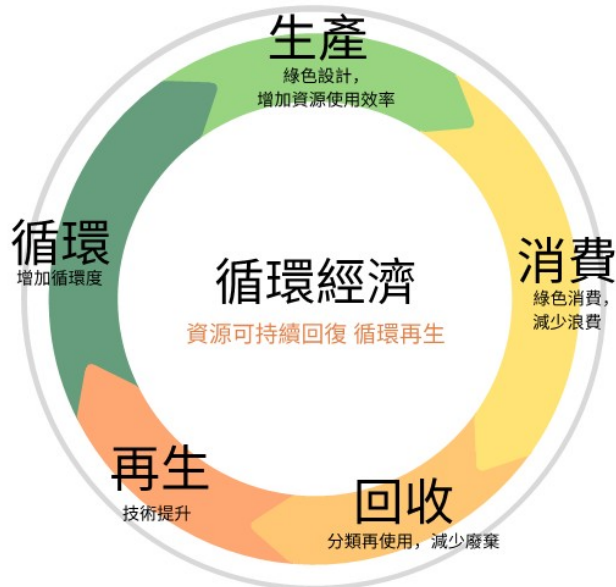 生產
綠色設計，
增加資源使用效率
消費
綠色消費，
減少浪費
回收
分類再使用，減少廢棄
再生
技術提升
循環
增加循環度
循環經濟
資源可持續回復 循環再生